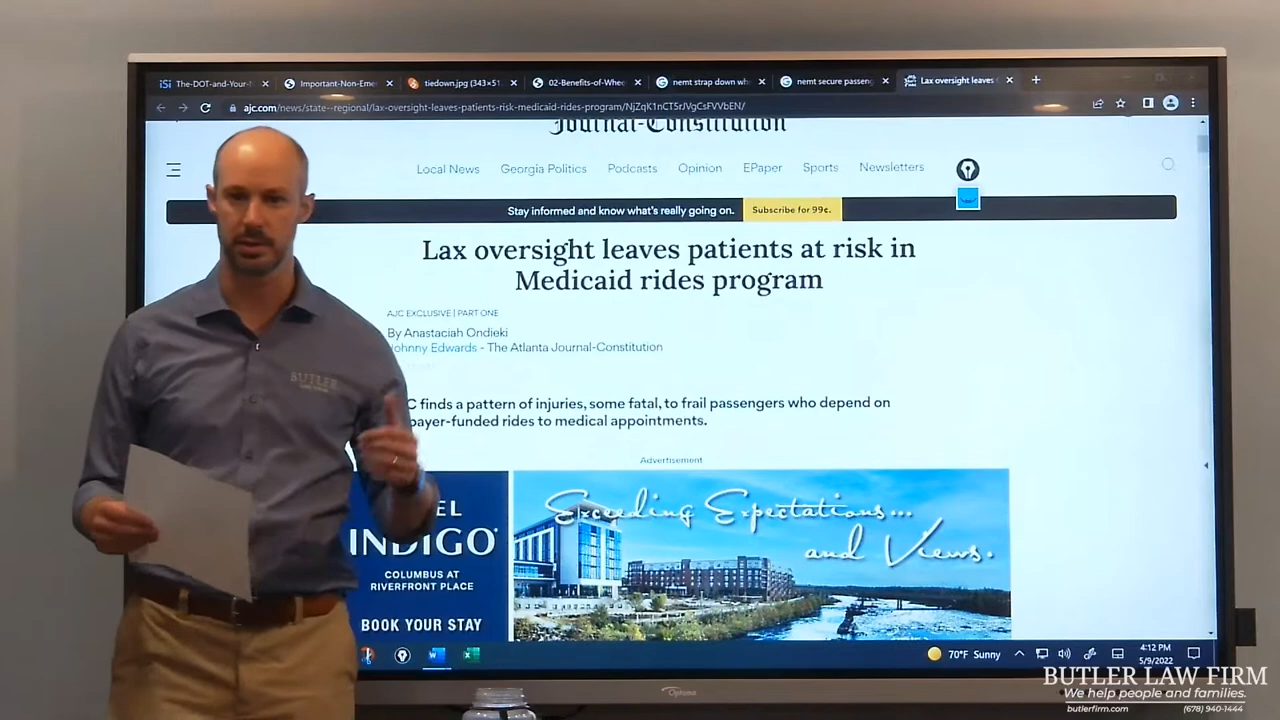 The-DOT-and-Your-
Important-Non-Eme
tiedown.jpg (343×51
02-Benefits-of-Whe
nemt strap down wh
nemt secure passen
Lax oversight leaves
ajc.com/news/state--regional/lax-oversight-leaves-patients-risk-medicaid-rides-program/NjZqK1nCT5rJVgCsFVVbEN/
Journal-Constitution
Local News Georgia Politics Podcasts Opinion EPaper Sports Newsletters
Stay informed and know what's really going on. Subscribe for 99¢.
Lax oversight leaves patients at risk in
Medicaid rides program
AJC EXCLUSIVE | PART ONE
By Anastaciah Ondieki
Johnny Edwards - The Atlanta Journal-Constitution
C finds a pattern of injuries, some fatal, to frail passengers who depend on
payer-funded rides to medical appointments.
Advertisement
BUTLER
EL
INDIGO
COLUMBUS AT
RIVERFRONT PLACE
BOOK YOUR STAY
Exceeding Expectations...
and Views.
70°F Sunny
4:12 PM
5/9/2022
Optoma
BUTLER LAW FIRM
We help people and families.
butlerfirm.com (678) 940-1444